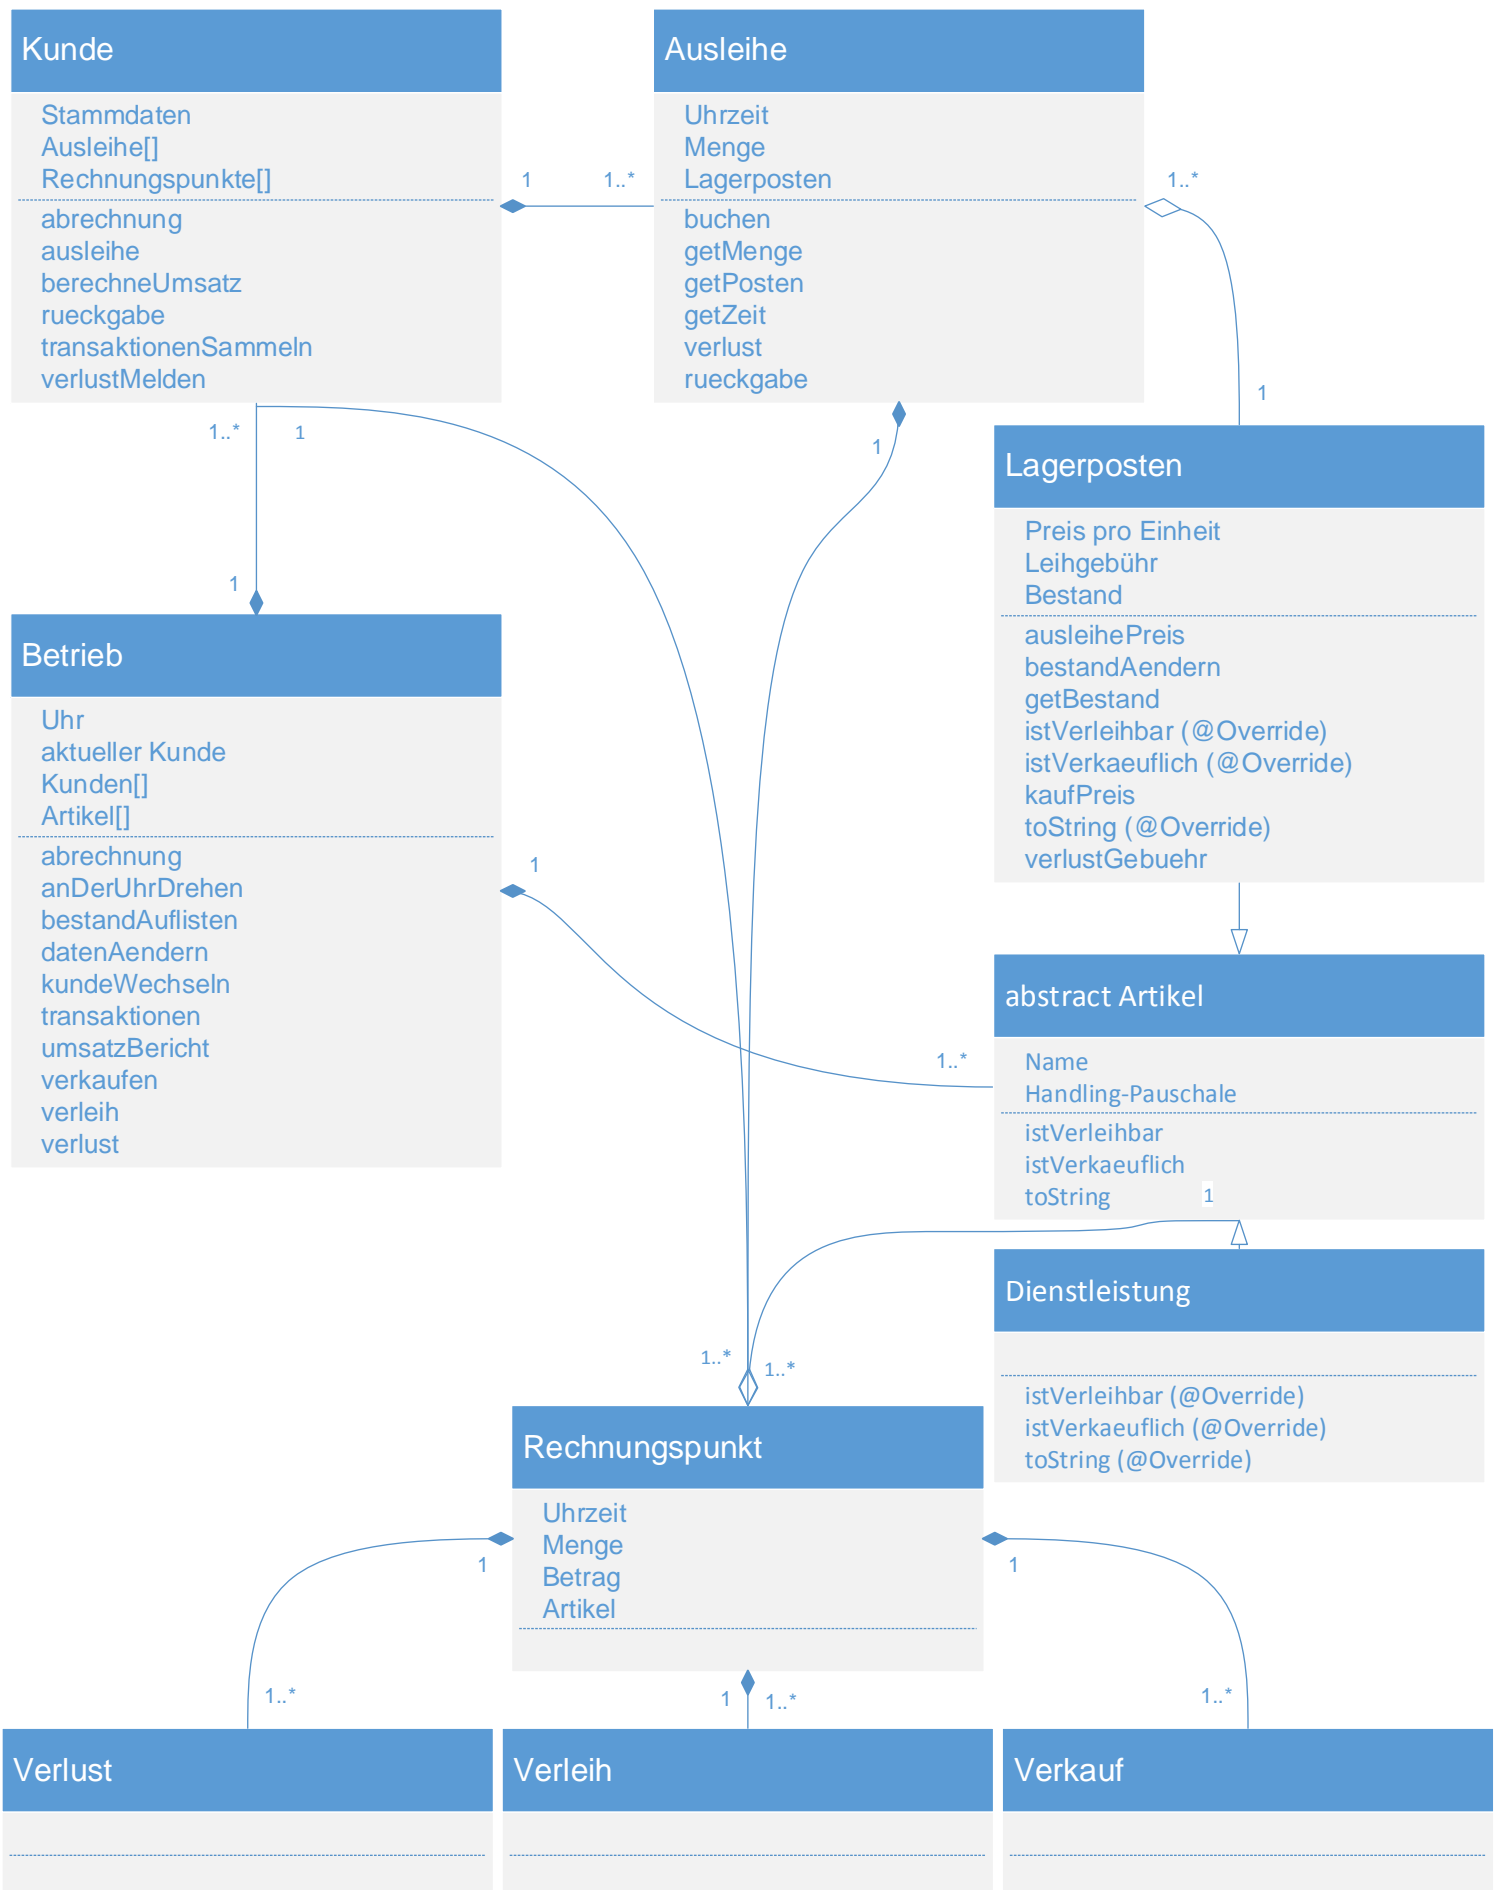 Kunde
Stammdaten
Ausleihe[]
Rechnungspunkte[]
abrechnung
ausleihe
berechneUmsatz
rueckgabe
transaktionenSammeln
verlustMelden
1
1..*
Ausleihe
Uhrzeit
Menge
Lagerposten
buchen
getMenge
getPosten
getZeit
verlust
rueckgabe
1..*
1
1..*
1
1
1
Lagerposten
Preis pro Einheit
Leihgebühr
Bestand
ausleihePreis
bestandAendern
getBestand
istVerleihbar (@Override)
istVerkaeuflich (@Override)
kaufPreis
toString (@Override)
verlustGebuehr
Betrieb
Uhr
aktueller Kunde
Kunden[]
Artikel[]
abrechnung
anDerUhrDrehen
bestandAuflisten
datenAendern
kundeWechseln
transaktionen
umsatzBericht
verkaufen
verleih
verlust
1
1..*
abstract Artikel
Name
Handling-Pauschale
istVerleihbar
istVerkaeuflich
toString
1
Dienstleistung
istVerleihbar (@Override)
istVerkaeuflich (@Override)
toString (@Override)
1..*
1..*
Rechnungspunkt
Uhrzeit
Menge
Betrag
Artikel
1
1
1..*
1
1..*
1..*
Verlust
Verleih
Verkauf